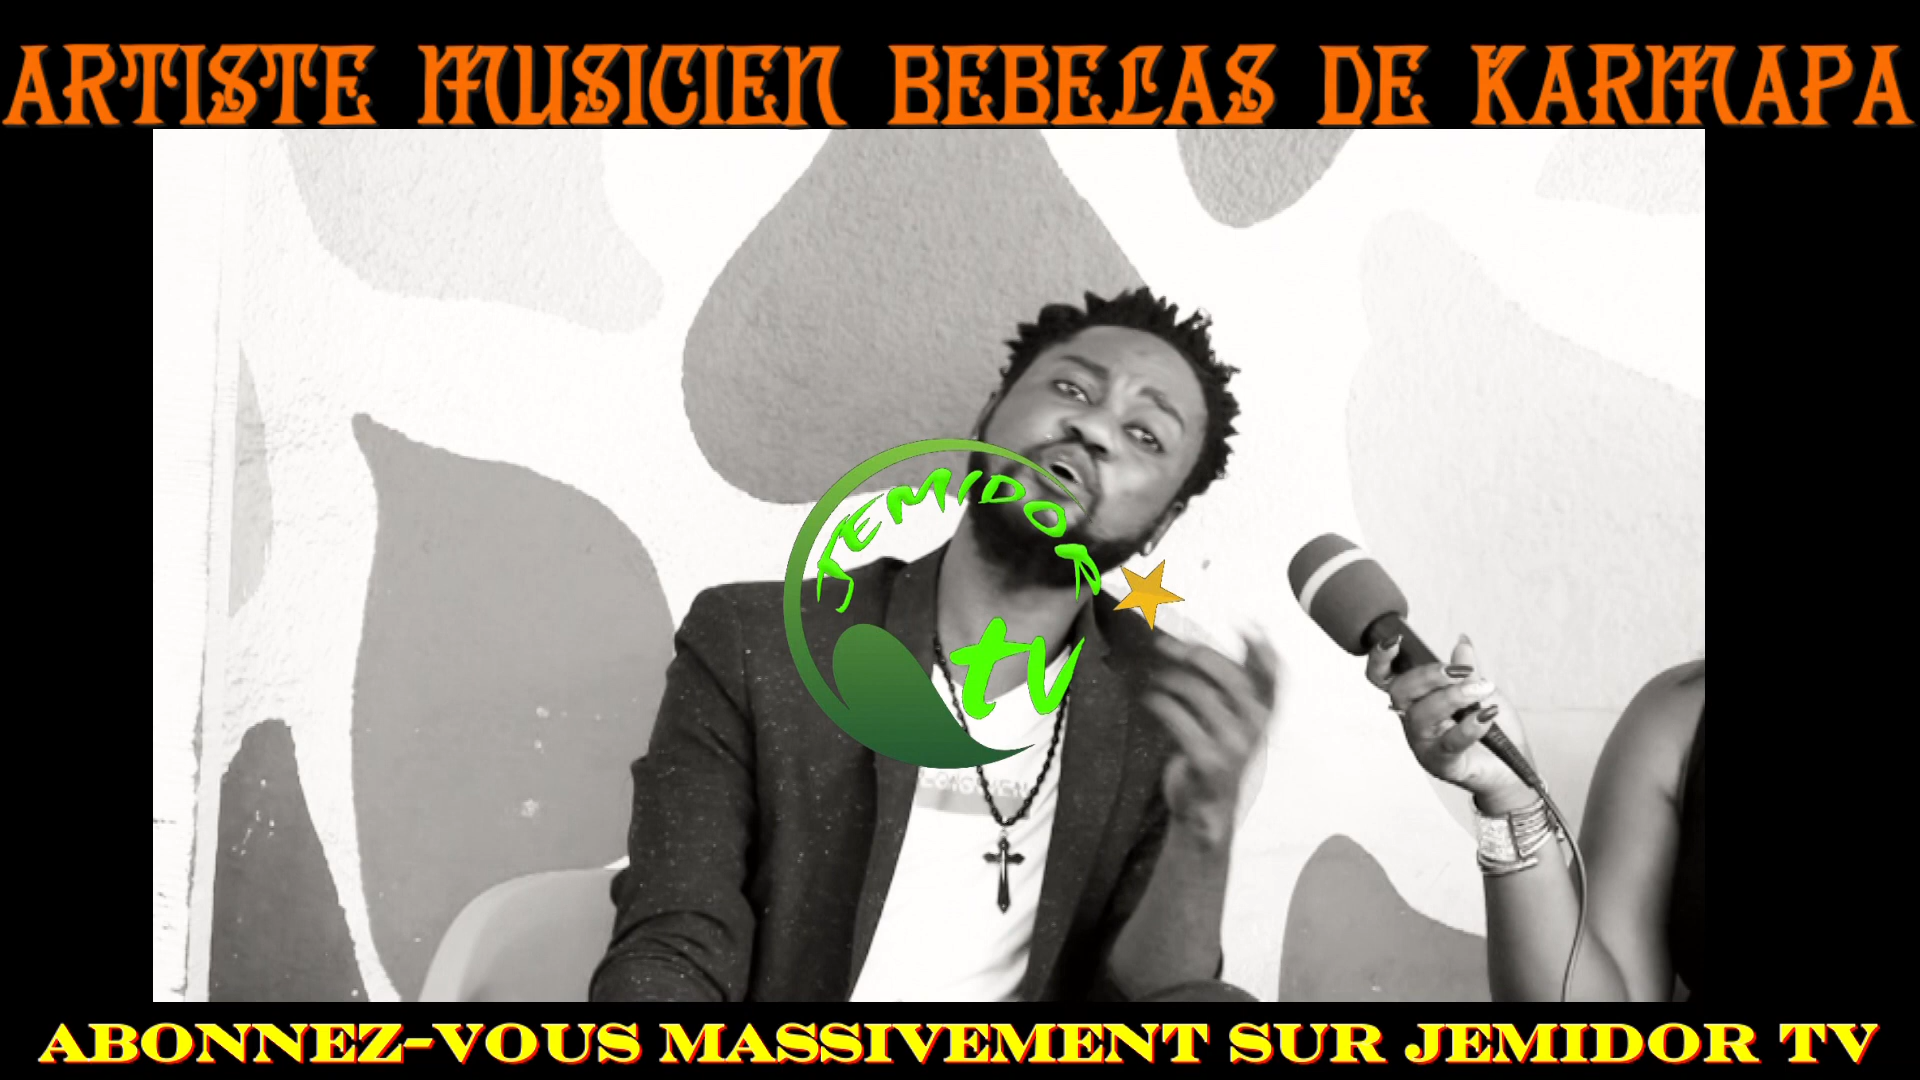 ARTISTE MUSICIEN BEBELAS DE KARMAPA
JEMIDOR
tv
ABONNEZ-VOUS MASSIVEMENT SUR JEMIDOR TV